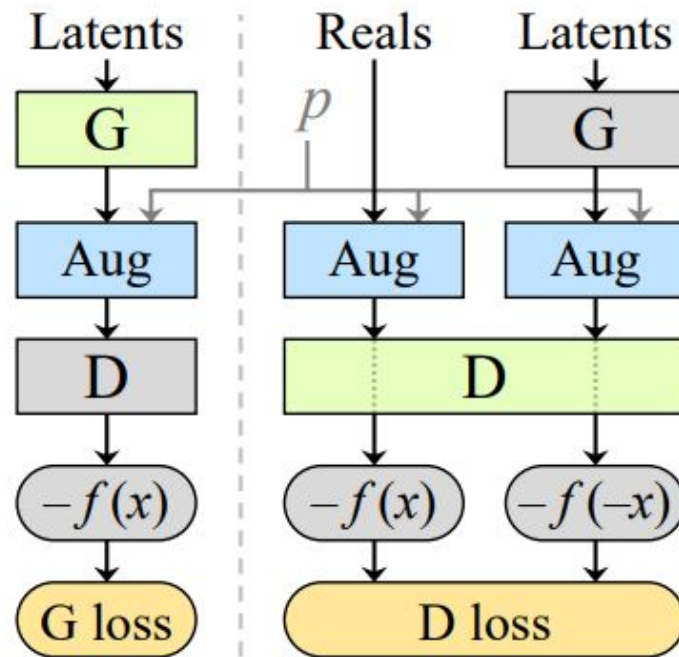 Latents Reals Latents
p
G G
Aug Aug Aug
D D
−f(x) −f(x) −f(−x)
G loss D loss